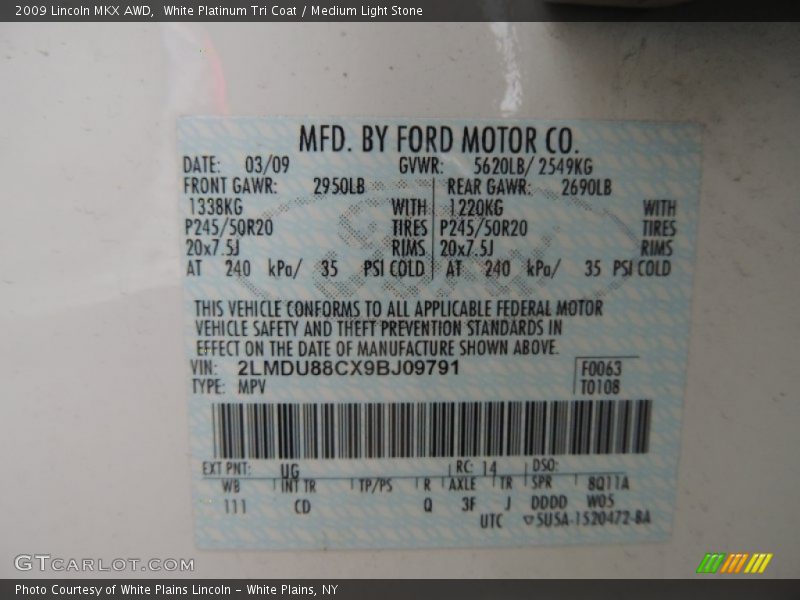 2009 Lincoln MKX AWD,  White Platinum Tri Coat / Medium Light Stone
MFD. BY FORD MOTOR CO.
DATE: 03/09 GVWR: 5620LB/ 2549KG
FRONT GAWR: 2950LB REAR GAWR: 2690LB
1338KG WITH 1220KG WITH
P245/50R20 TIRES P245/50R20 TIRES
20x7.5J RIMS 20x7.5J RIMS
AT 240 kPa/ 35 PSI COLD AT 240 kPa/ 35 PSI COLD
THIS VEHICLE CONFORMS TO ALL APPLICABLE FEDERAL MOTOR
VEHICLE SAFETY AND THEFT PREVENTION STANDARDS IN
EFFECT ON THE DATE OF MANUFACTURE SHOWN ABOVE.
VIN: 2LMDU88CX9BJ09791 F0063
TYPE: MPV T0108
EXT PNT: UG RC: 14 DSO:
WB INT TR TP/PS R AXLE TR SPR 8Q11A
111 CD Q 3F J DDDD W05
UTC ▽5U5A-1520472-BA
GTCARLOT.COM
Photo Courtesy of White Plains Lincoln - White Plains, NY